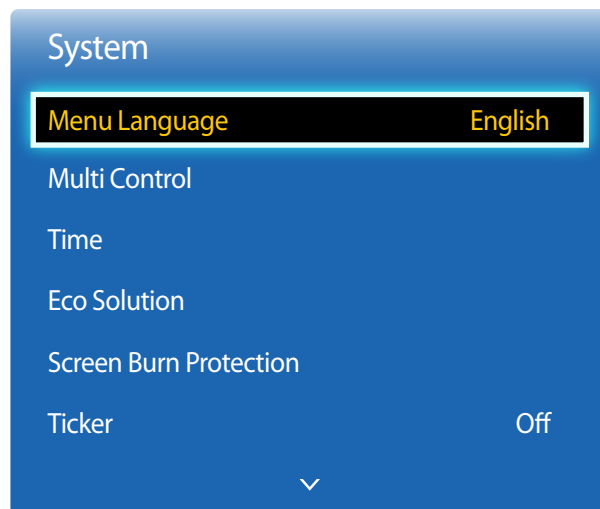 System
Menu Language English
Multi Control
Time
Eco Solution
Screen Burn Protection
Ticker Off